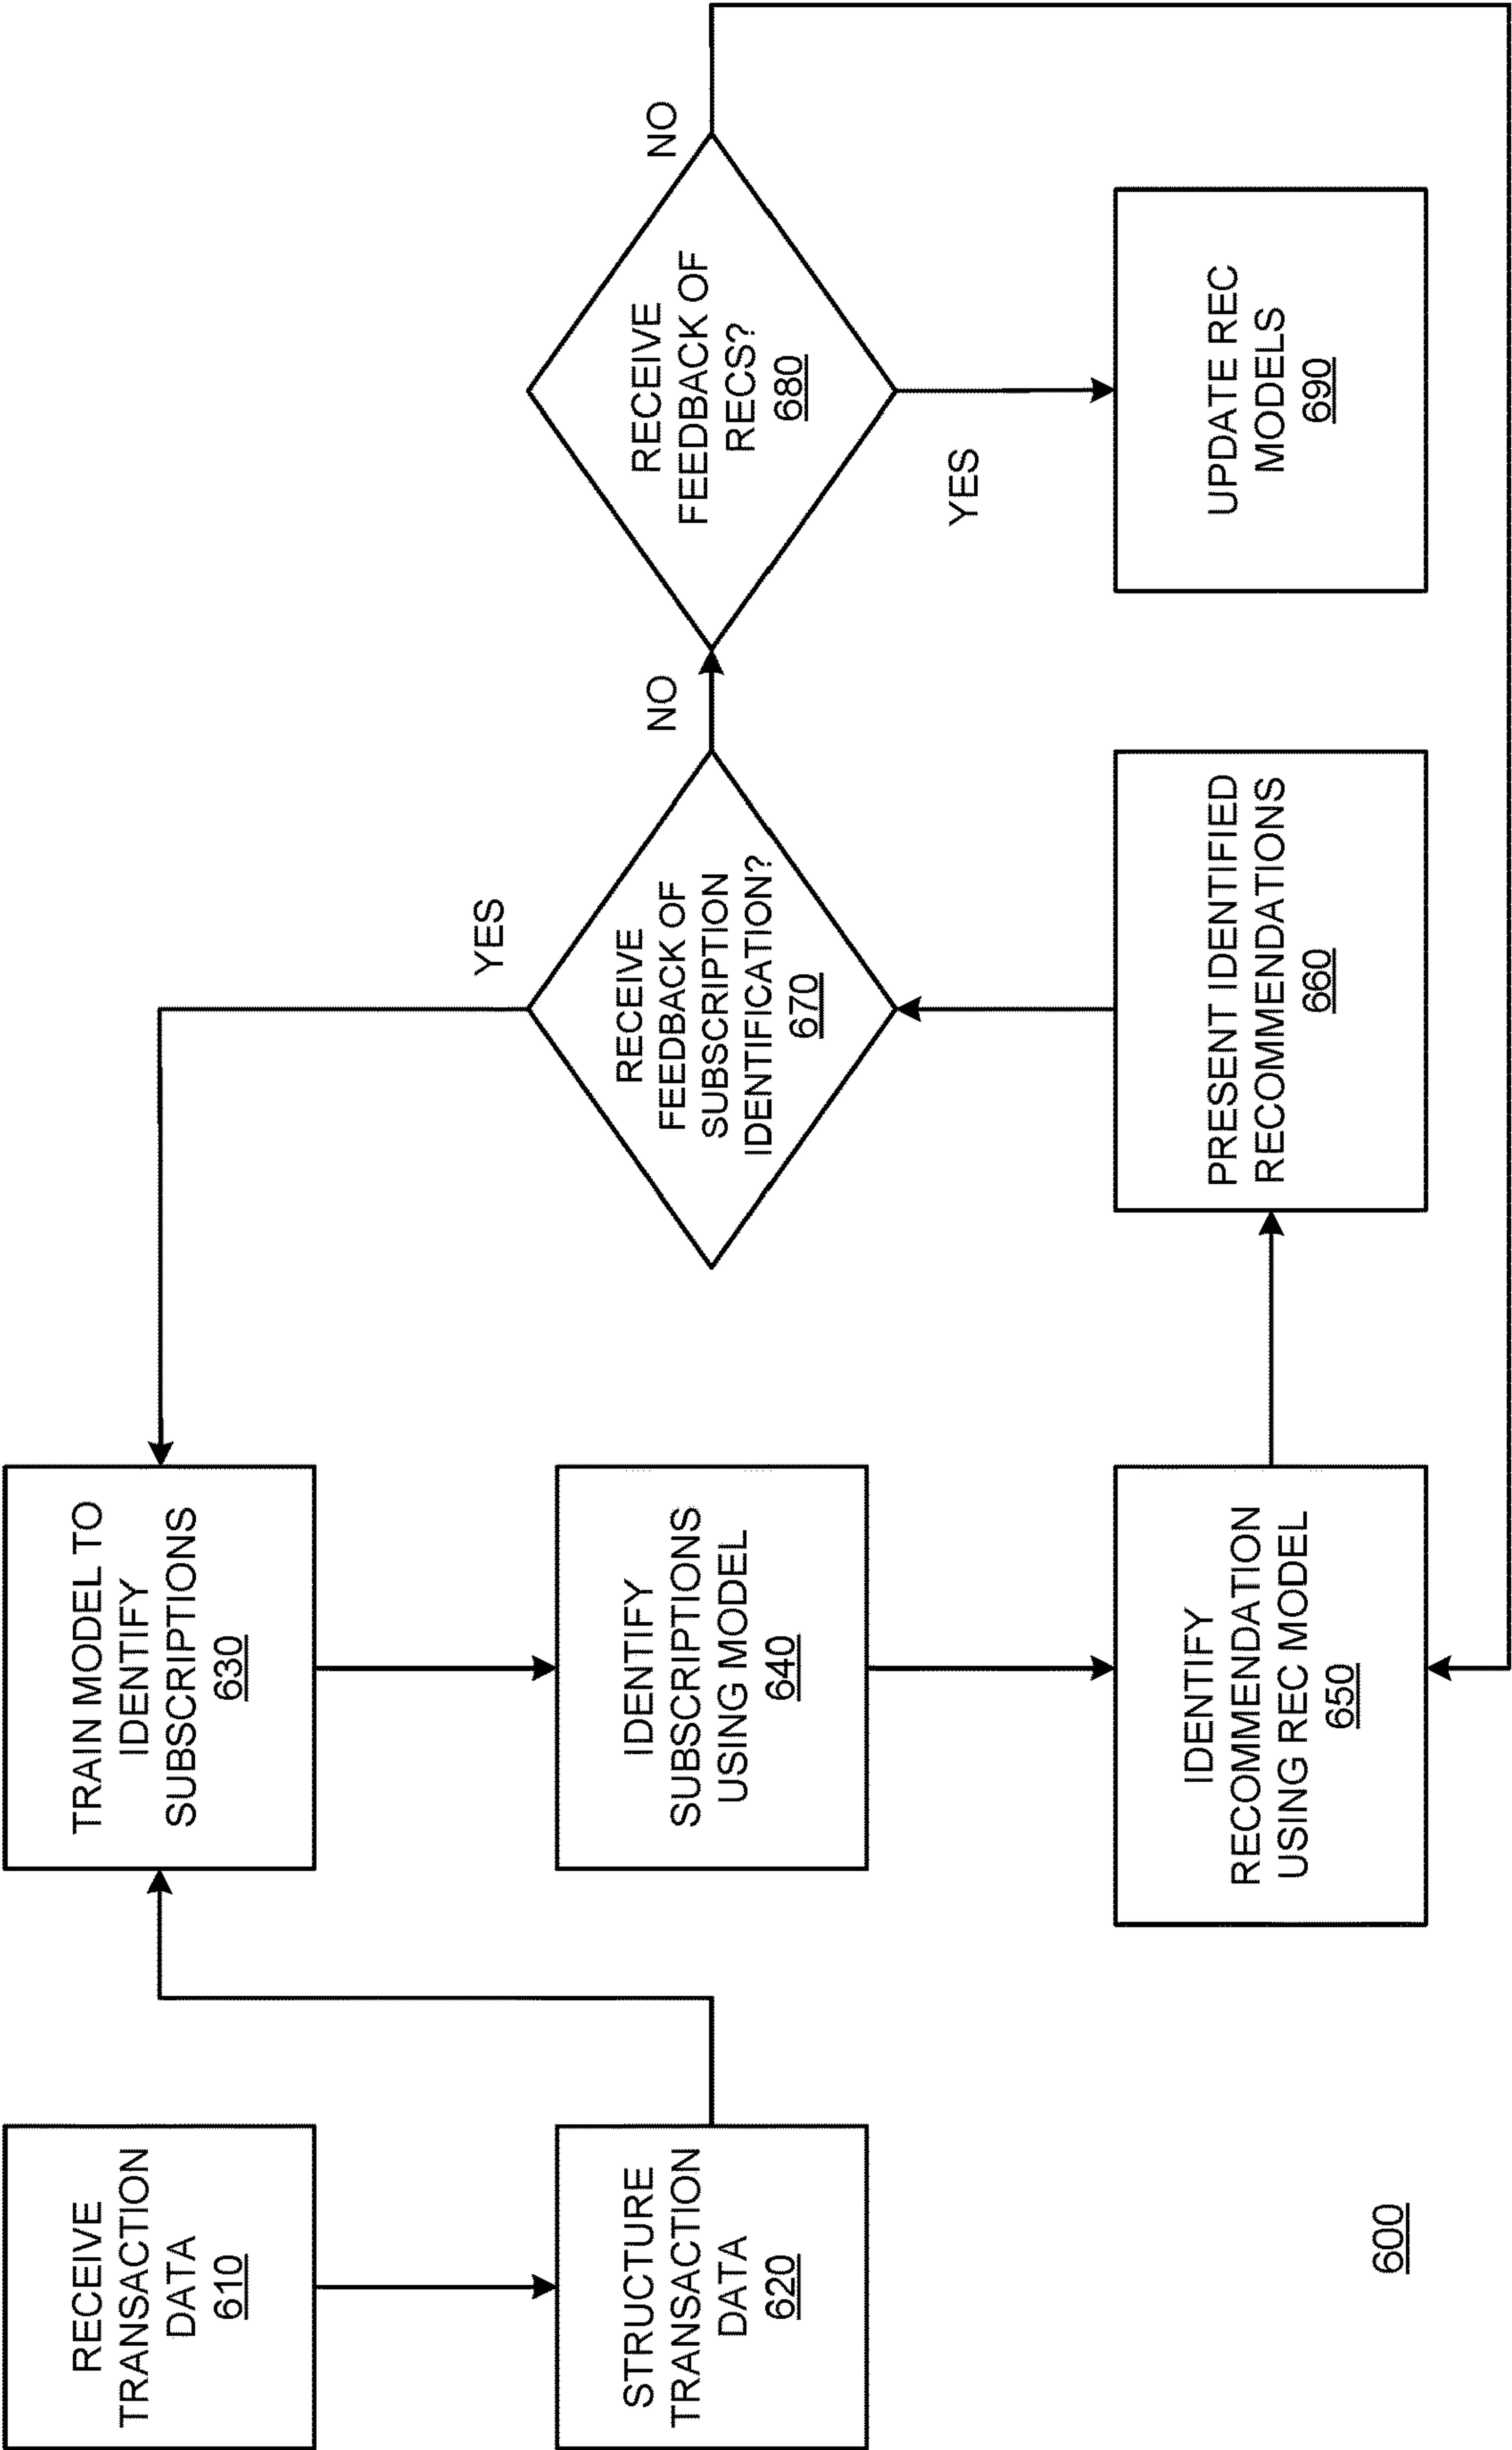 RECEIVE
TRANSACTION
DATA
610
STRUCTURE
TRANSACTION
DATA
620
TRAIN MODEL TO
IDENTIFY
SUBSCRIPTIONS
630
IDENTIFY
SUBSCRIPTIONS
USING MODEL
640
IDENTIFY
RECOMMENDATION
USING REC MODEL
650
PRESENT IDENTIFIED
RECOMMENDATIONS
660
RECEIVE
FEEDBACK OF
SUBSCRIPTION
IDENTIFICATION?
670
YES
NO
RECEIVE
FEEDBACK OF
RECS?
680
NO
YES
UPDATE REC
MODELS
690
600